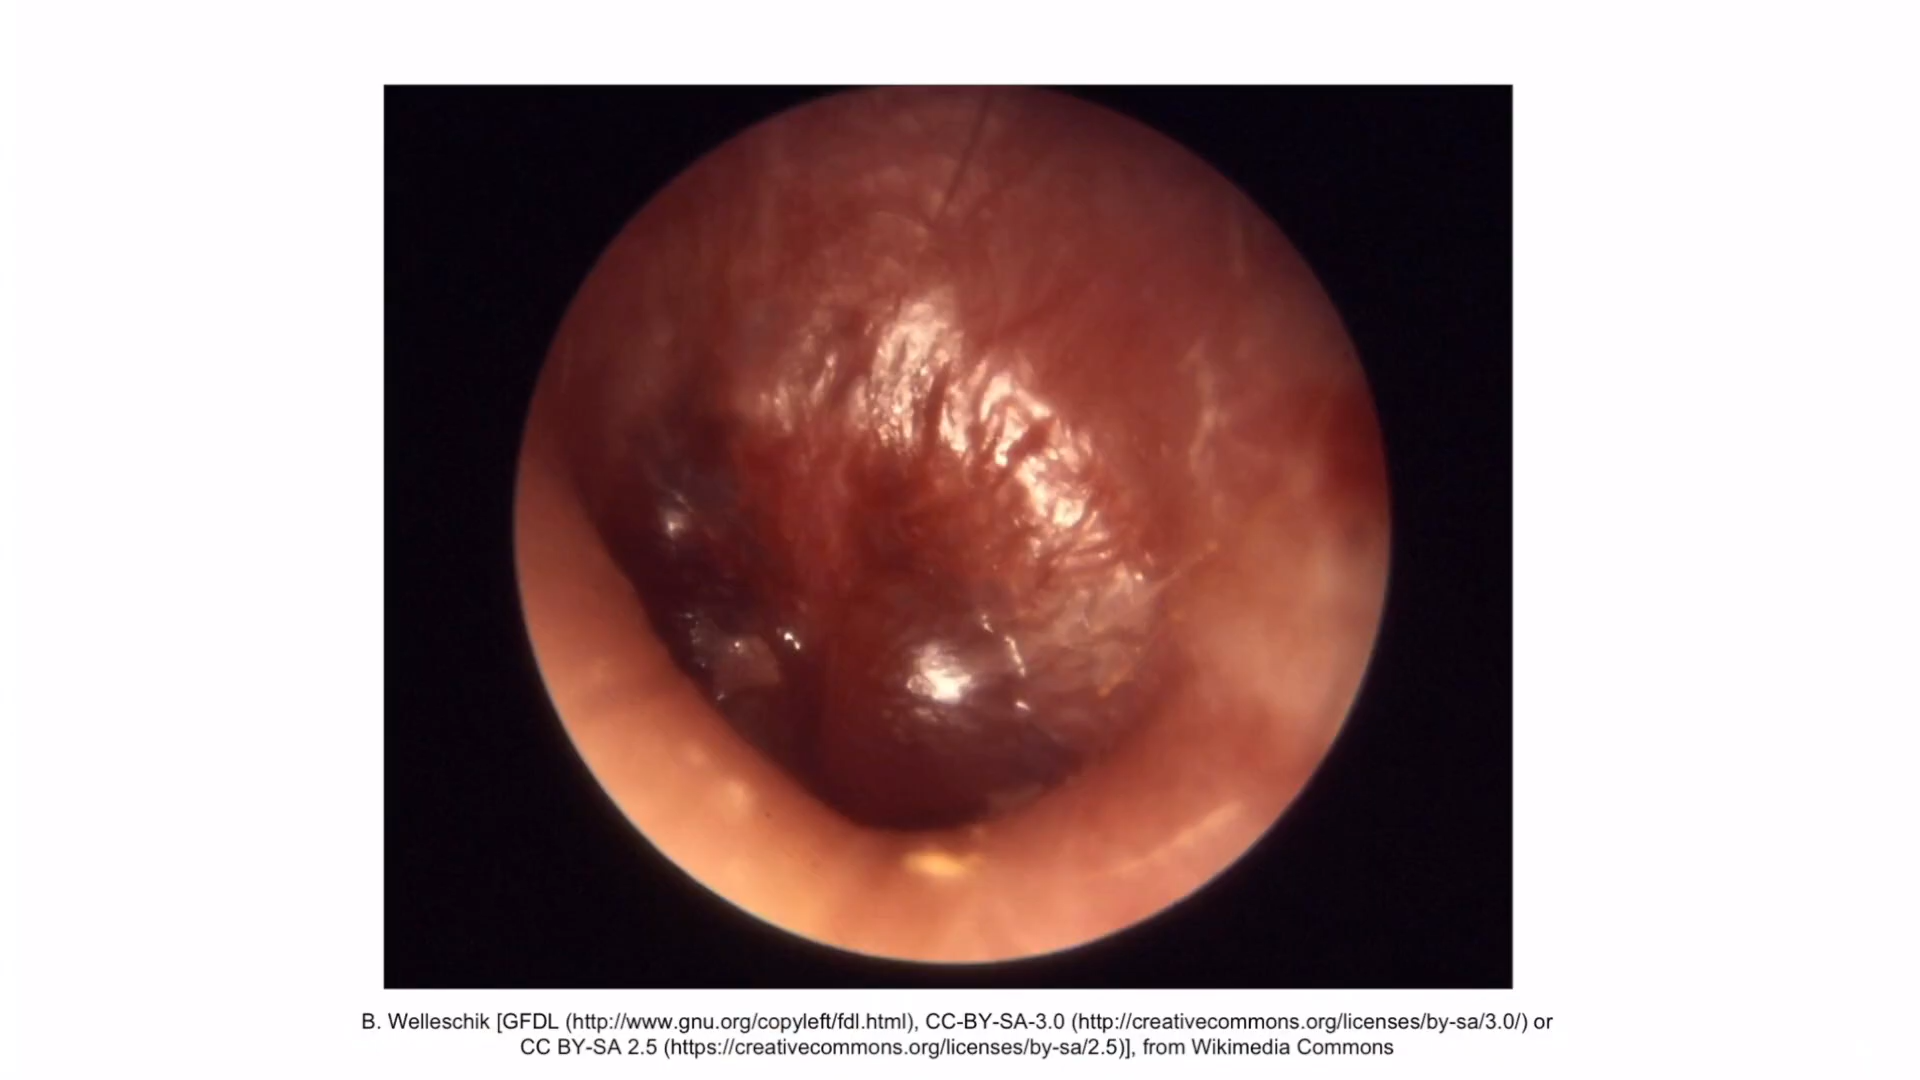 B. Welleschik [GFDL (http://www.gnu.org/copyleft/fdl.html), CC-BY-SA-3.0 (http://creativecommons.org/licenses/by-sa/3.0/) or
CC BY-SA 2.5 (https://creativecommons.org/licenses/by-sa/2.5)], from Wikimedia Commons